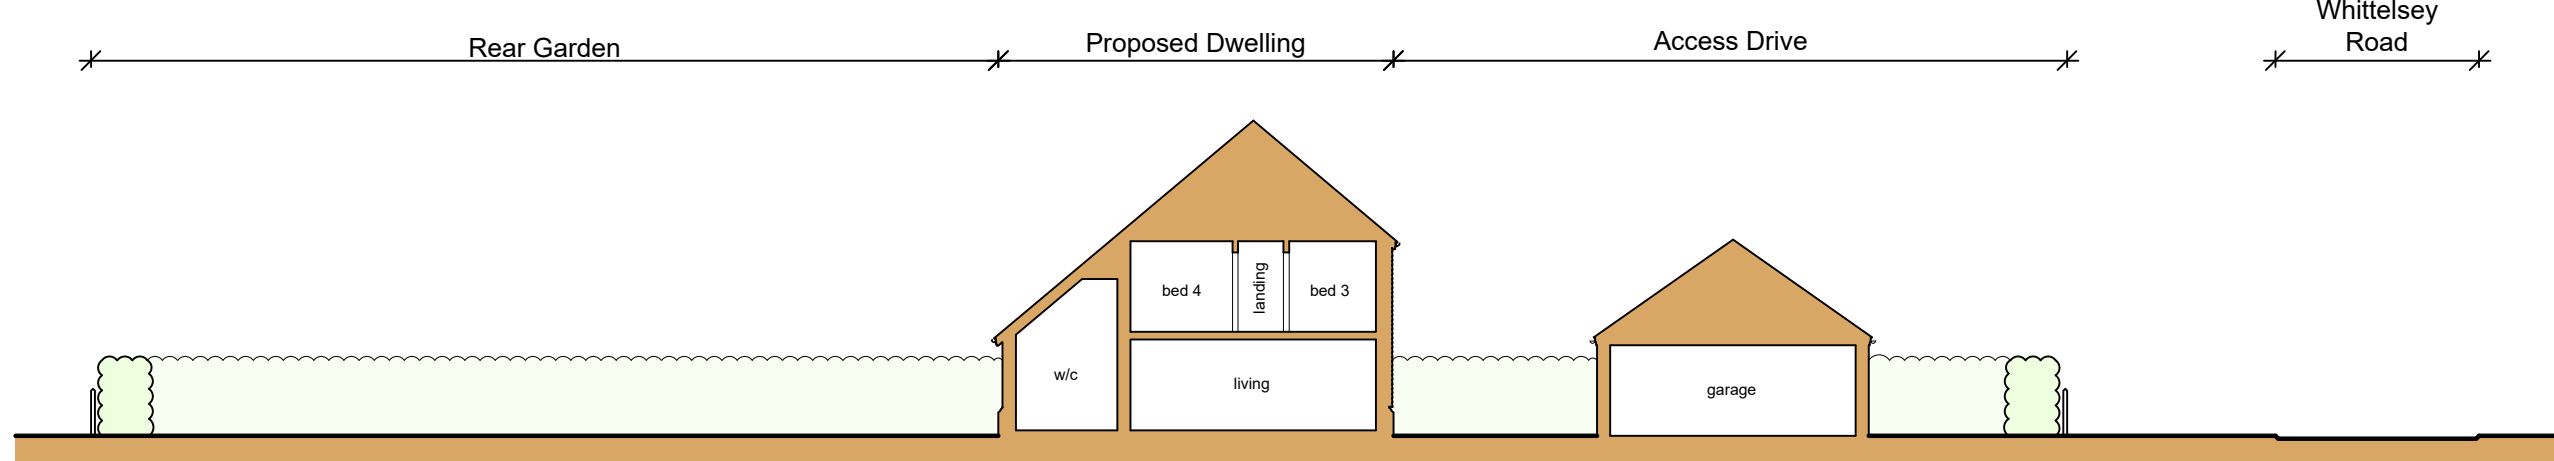 Rear Garden
Proposed Dwelling
Access Drive
Whittelsey
Road
bed 4
landing
bed 3
w/c
living
garage